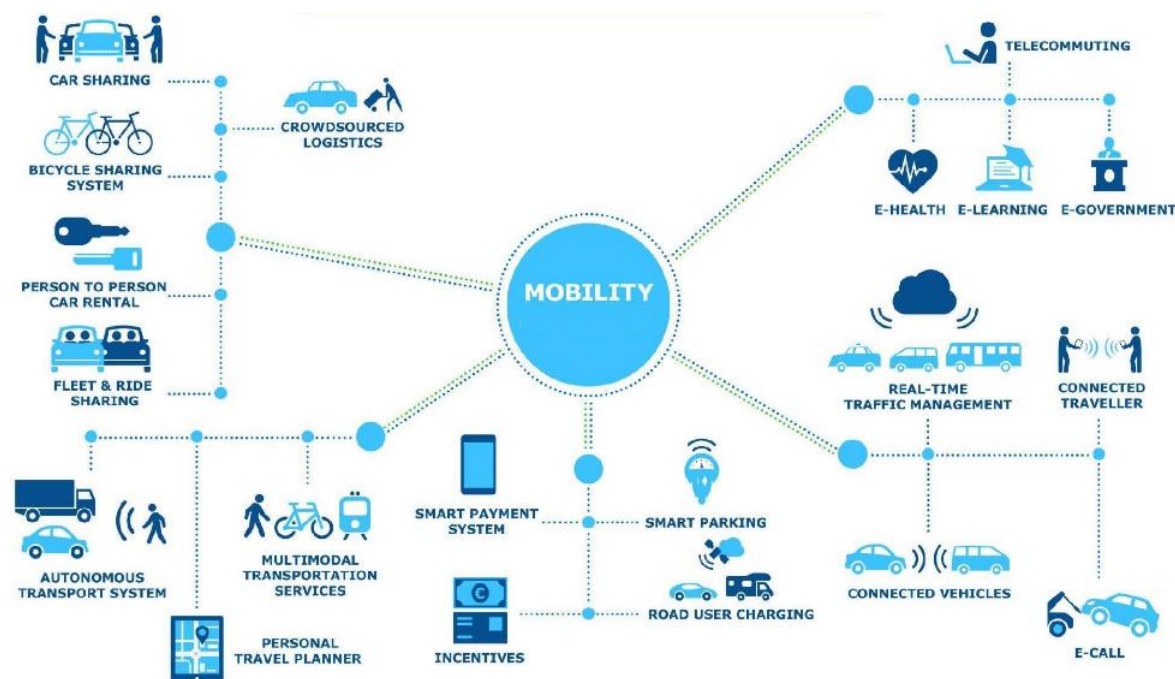 CAR SHARING
CROWDSOURCED
LOGISTICS
BICYCLE SHARING
SYSTEM
PERSON TO PERSON
CAR RENTAL
FLEET & RIDE
SHARING
MOBILITY
TELECOMMUTING
E-HEALTH
E-LEARNING
E-GOVERNMENT
REAL-TIME
TRAFFIC MANAGEMENT
CONNECTED
TRAVELLER
CONNECTED VEHICLES
E-CALL
SMART PAYMENT
SYSTEM
SMART PARKING
INCENTIVES
ROAD USER CHARGING
AUTONOMOUS
TRANSPORT SYSTEM
MULTIMODAL
TRANSPORTATION
SERVICES
PERSONAL
TRAVEL PLANNER